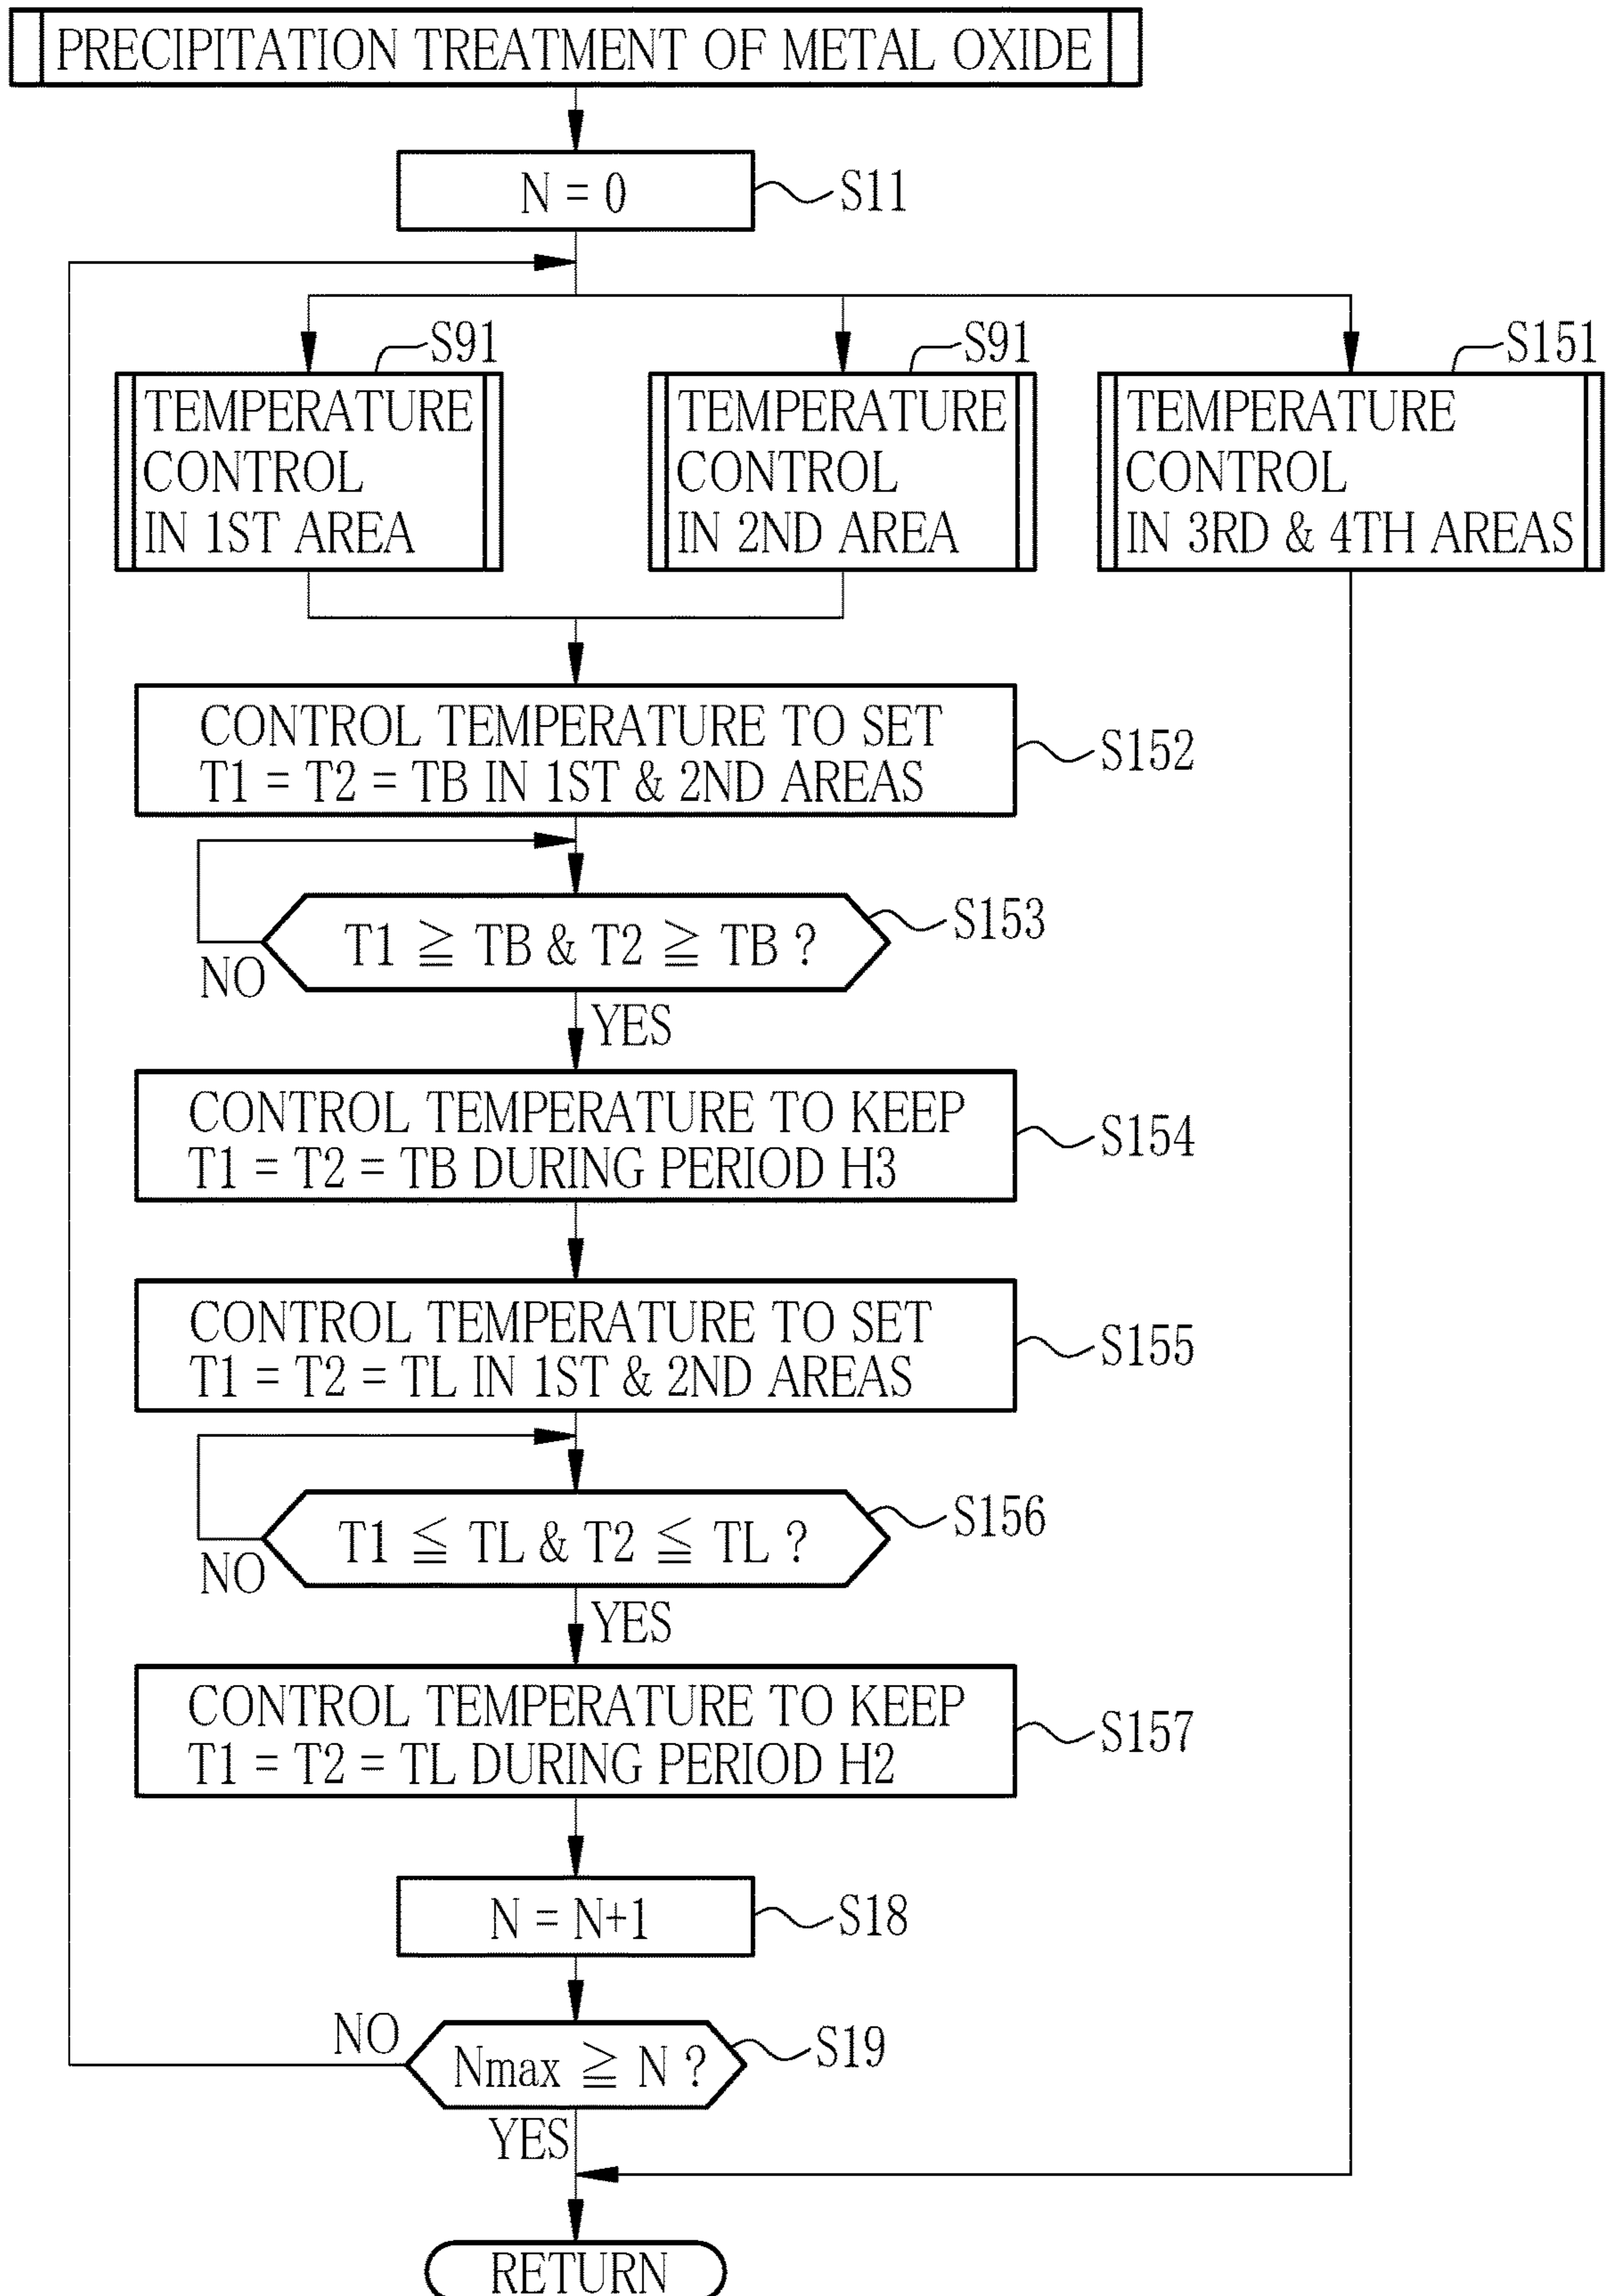 PRECIPITATION TREATMENT OF METAL OXIDE
N = 0
S11
S91
TEMPERATURE
CONTROL
IN 1ST AREA
S91
TEMPERATURE
CONTROL
IN 2ND AREA
S151
TEMPERATURE
CONTROL
IN 3RD & 4TH AREAS
CONTROL TEMPERATURE TO SET
T1 = T2 = TB IN 1ST & 2ND AREAS
S152
T1 ≧ TB & T2 ≧ TB ?
S153
NO
YES
CONTROL TEMPERATURE TO KEEP
T1 = T2 = TB DURING PERIOD H3
S154
CONTROL TEMPERATURE TO SET
T1 = T2 = TL IN 1ST & 2ND AREAS
S155
T1 ≦ TL & T2 ≦ TL ?
S156
NO
YES
CONTROL TEMPERATURE TO KEEP
T1 = T2 = TL DURING PERIOD H2
S157
N = N+1
S18
NO
Nmax ≧ N ?
S19
YES
RETURN